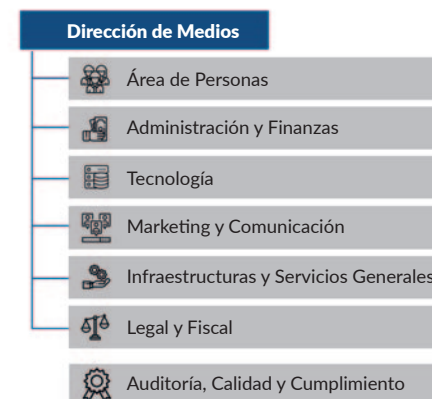 Dirección de Medios
Área de Personas
Administración y Finanzas
Tecnología
Marketing y Comunicación
Infraestructuras y Servicios Generales
Legal y Fiscal
Auditoría, Calidad y Cumplimiento